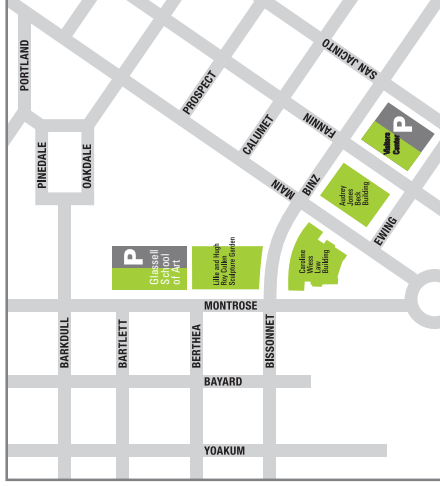 SAN JACINTO
PORTLAND
PROSPECT
CALUMET
FANNIN
P
Visitors
Center
PINEDALE
OAKDALE
MAIN
BINZ
Audrey
Jones
Beck
Building
EWING
P
Glassell
School
of Art
Lillie and Hugh
Roy Cullen
Sculpture Garden
Caroline
Wiess
Law
Building
MONTROSE
BARKDULL
BARTLETT
BERTHEA
BISSONNET
BAYARD
YOAKUM